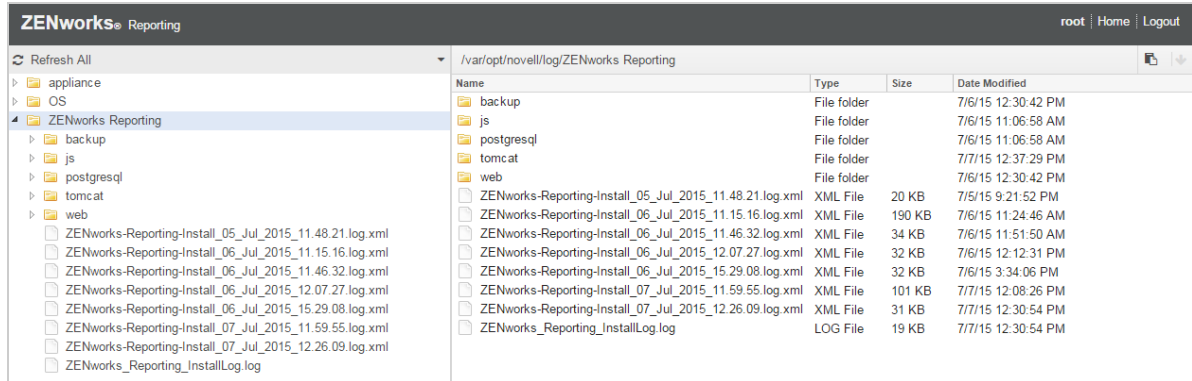 ZENworks® Reporting
root Home Logout
Refresh All
/var/opt/novell/log/ZENworks Reporting
appliance
OS
ZENworks Reporting
backup
js
postgresql
tomcat
web
ZENworks-Reporting-Install_05_Jul_2015_11.48.21.log.xml
ZENworks-Reporting-Install_06_Jul_2015_11.15.16.log.xml
ZENworks-Reporting-Install_06_Jul_2015_11.46.32.log.xml
ZENworks-Reporting-Install_06_Jul_2015_12.07.27.log.xml
ZENworks-Reporting-Install_06_Jul_2015_15.29.08.log.xml
ZENworks-Reporting-Install_07_Jul_2015_11.59.55.log.xml
ZENworks-Reporting-Install_07_Jul_2015_12.26.09.log.xml
ZENworks_Reporting_InstallLog.log
Name Type Size Date Modified
backup File folder 7/6/15 12:30:42 PM
js File folder 7/6/15 11:06:58 AM
postgresql File folder 7/6/15 11:06:58 AM
tomcat File folder 7/7/15 12:37:29 PM
web File folder 7/6/15 12:30:42 PM
ZENworks-Reporting-Install_05_Jul_2015_11.48.21.log.xml XML File 20 KB 7/5/15 9:21:52 PM
ZENworks-Reporting-Install_06_Jul_2015_11.15.16.log.xml XML File 190 KB 7/6/15 11:24:46 AM
ZENworks-Reporting-Install_06_Jul_2015_11.46.32.log.xml XML File 34 KB 7/6/15 11:51:50 AM
ZENworks-Reporting-Install_06_Jul_2015_12.07.27.log.xml XML File 32 KB 7/6/15 12:12:31 PM
ZENworks-Reporting-Install_06_Jul_2015_15.29.08.log.xml XML File 32 KB 7/6/15 3:34:06 PM
ZENworks-Reporting-Install_07_Jul_2015_11.59.55.log.xml XML File 101 KB 7/7/15 12:08:26 PM
ZENworks-Reporting-Install_07_Jul_2015_12.26.09.log.xml XML File 31 KB 7/7/15 12:30:54 PM
ZENworks_Reporting_InstallLog.log LOG File 19 KB 7/7/15 12:30:54 PM